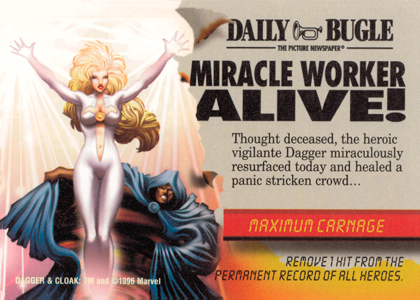 DAILY BUGLE
THE PICTURE NEWSPAPER®
MIRACLE WORKER
ALIVE!
Thought deceased, the heroic
vigilante Dagger miraculously
resurfaced today and healed a
panic stricken crowd...
MAXIMUM CARNAGE
REMOVE 1 HIT FROM THE
PERMANENT RECORD OF ALL HEROES.
DAGGER & CLOAK: TM and ©1996 Marvel